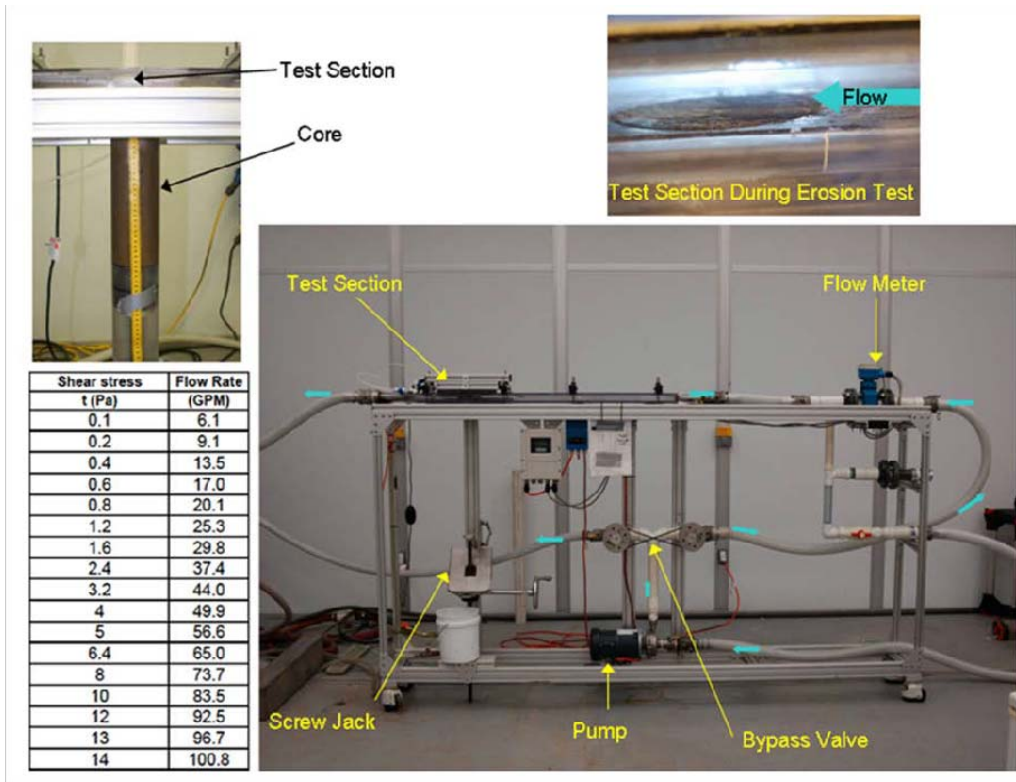 Test Section
Core
Flow
Test Section During Erosion Test
Test Section
Flow Meter
Shear stress Flow Rate
t (Pa) (GPM)
0.1 6.1
0.2 9.1
0.4 13.5
0.6 17.0
0.8 20.1
1.2 25.3
1.6 29.8
2.4 37.4
3.2 44.0
4 49.9
5 56.6
6.4 65.0
8 73.7
10 83.5
12 92.5
13 96.7
14 100.8
Screw Jack
Pump
Bypass Valve